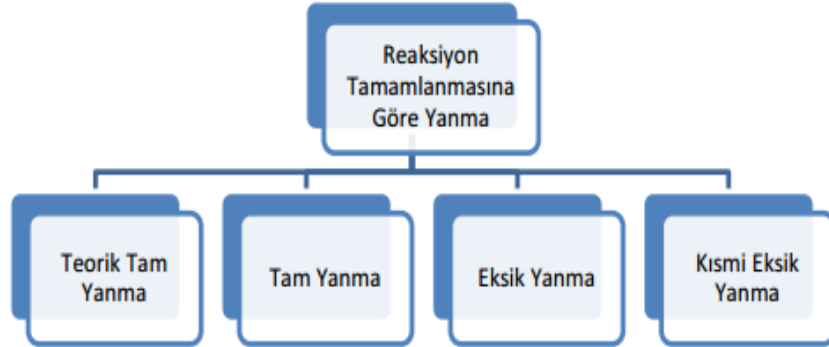 Reaksiyon
Tamamlanmasına
Göre Yanma
Teorik Tam
Yanma
Tam Yanma
Eksik Yanma
Kısmi Eksik
Yanma